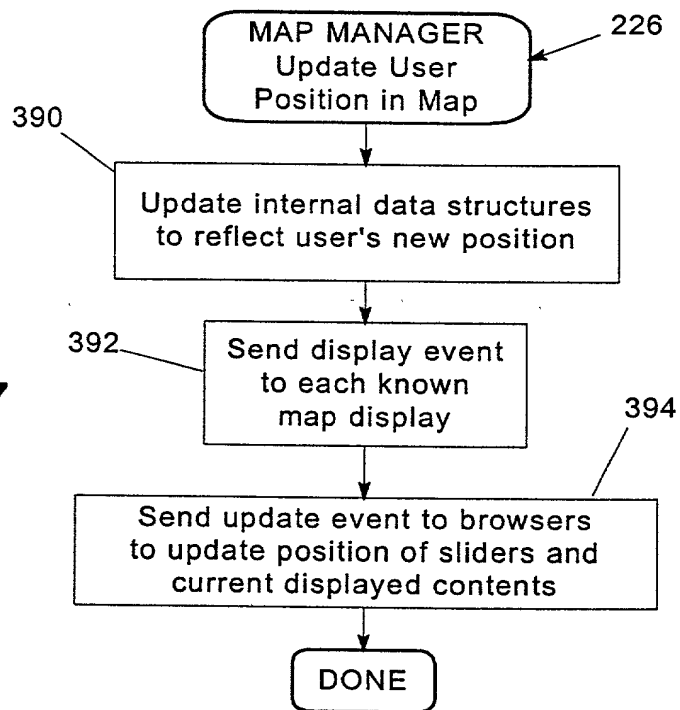 MAP MANAGER
Update User
Position in Map
226
390
Update internal data structures
to reflect user's new position
392
Send display event
to each known
map display
394
Send update event to browsers
to update position of sliders and
current displayed contents
DONE